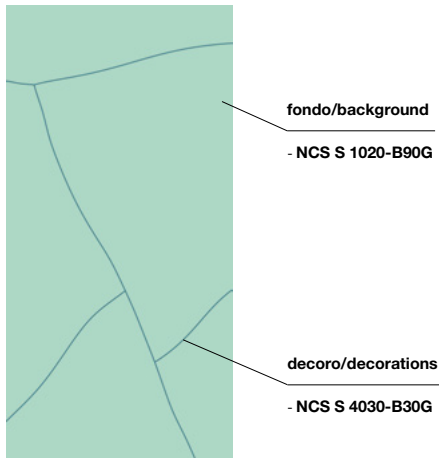 fondo/background
- NCS S 1020-B90G
decoro/decorations
- NCS S 4030-B30G